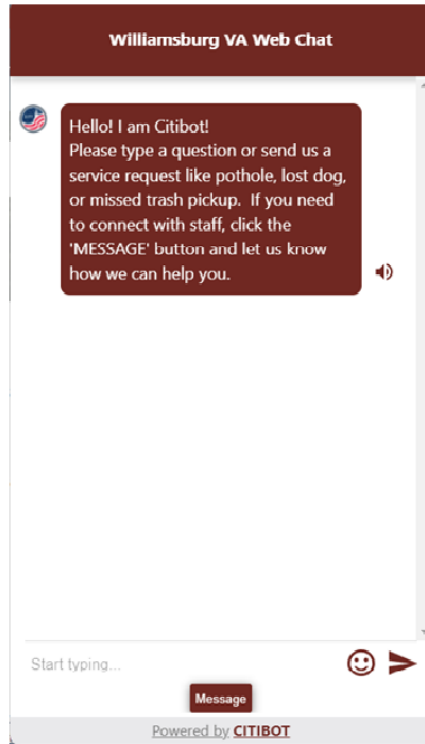 Williamsburg VA Web Chat
Hello! I am Citibot!
Please type a question or send us a
service request like pothole, lost dog,
or missed trash pickup.  If you need
to connect with staff, click the
'MESSAGE' button and let us know
how we can help you.
Start typing...
Message
Powered by CITIBOT